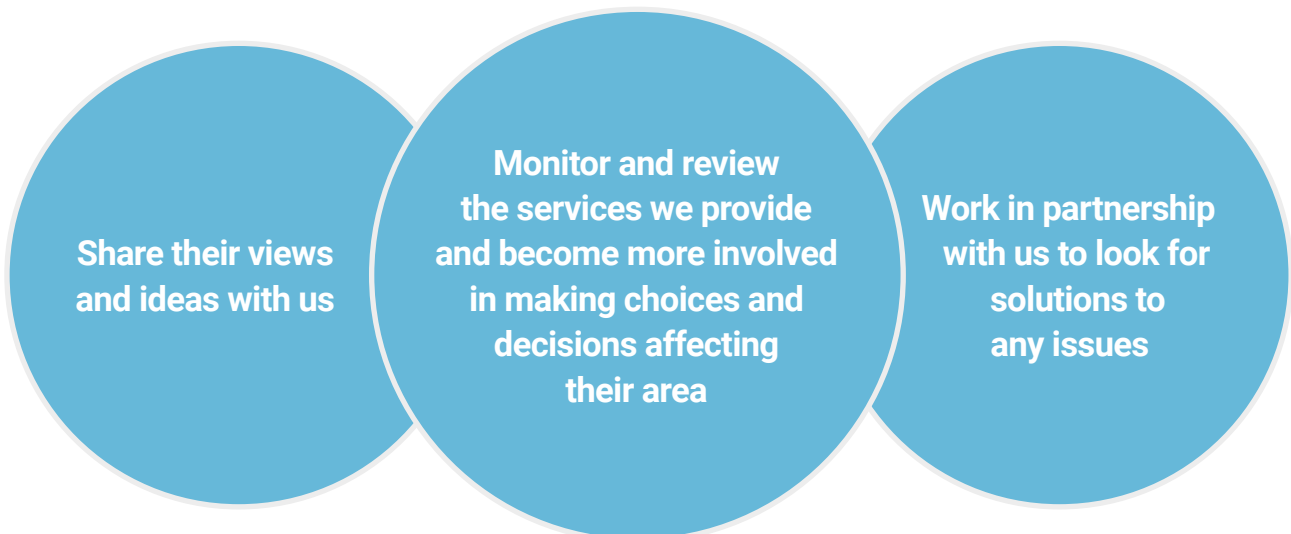 Share their views
and ideas with us
Monitor and review
the services we provide
and become more involved
in making choices and
decisions affecting
their area
Work in partnership
with us to look for
solutions to
any issues